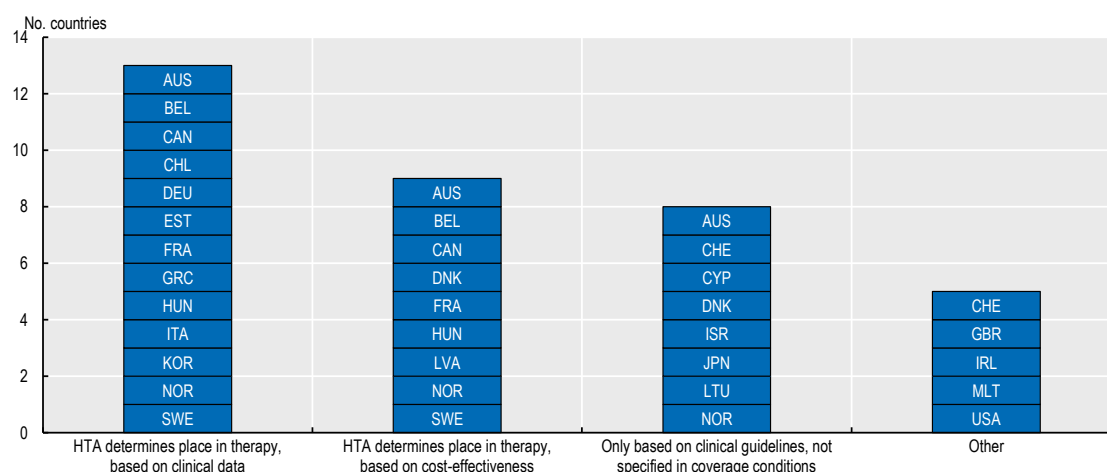 No. countries
14
12
10
8
6
4
2
0
AUS
BEL
CAN
CHL
DEU
EST
FRA
GRC
HUN
ITA
KOR
NOR
SWE
AUS
BEL
CAN
DNK
FRA
HUN
LVA
NOR
SWE
AUS
CHE
CYP
DNK
ISR
JPN
LTU
NOR
CHE
GBR
IRL
MLT
USA
HTA determines place in therapy,
based on clinical data
HTA determines place in therapy,
based on cost-effectiveness
Only based on clinical guidelines, not
specified in coverage conditions
Other